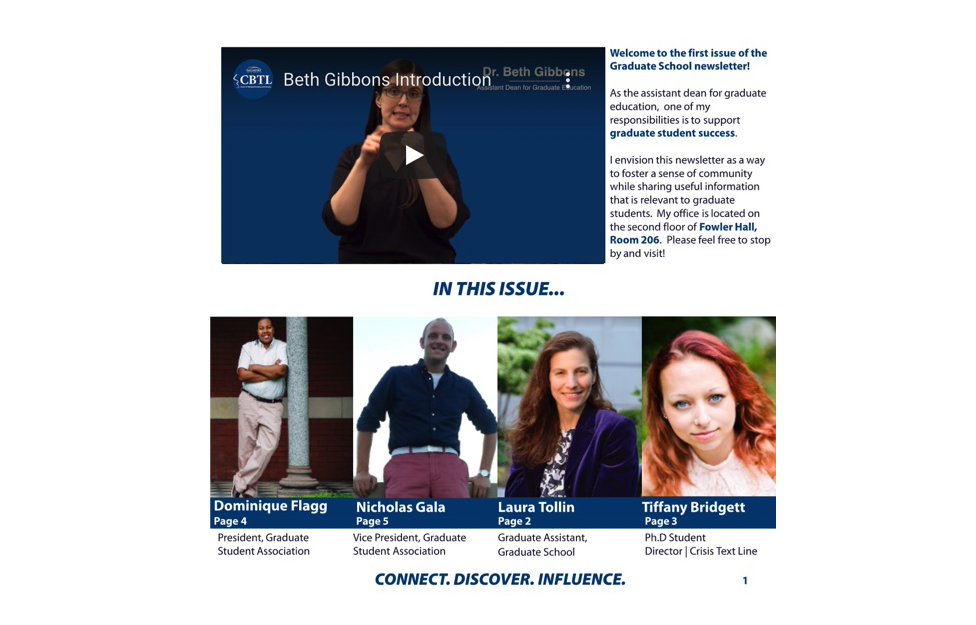 CBTL
Beth Gibbons Introduction
Dr. Beth Gibbons
Assistant Dean for Graduate Education
Welcome to the first issue of the
Graduate School newsletter!
As the assistant dean for graduate
education, one of my
responsibilities is to support
graduate student success.
I envision this newsletter as a way
to foster a sense of community
while sharing useful information
that is relevant to graduate
students. My office is located on
the second floor of Fowler Hall,
Room 206. Please feel free to stop
by and visit!
IN THIS ISSUE...
Dominique Flagg
Page 4
President, Graduate
Student Association
Nicholas Gala
Page 5
Vice President, Graduate
Student Association
Laura Tollin
Page 2
Graduate Assistant,
Graduate School
Tiffany Bridgett
Page 3
Ph.D Student
Director | Crisis Text Line
CONNECT. DISCOVER. INFLUENCE.
1